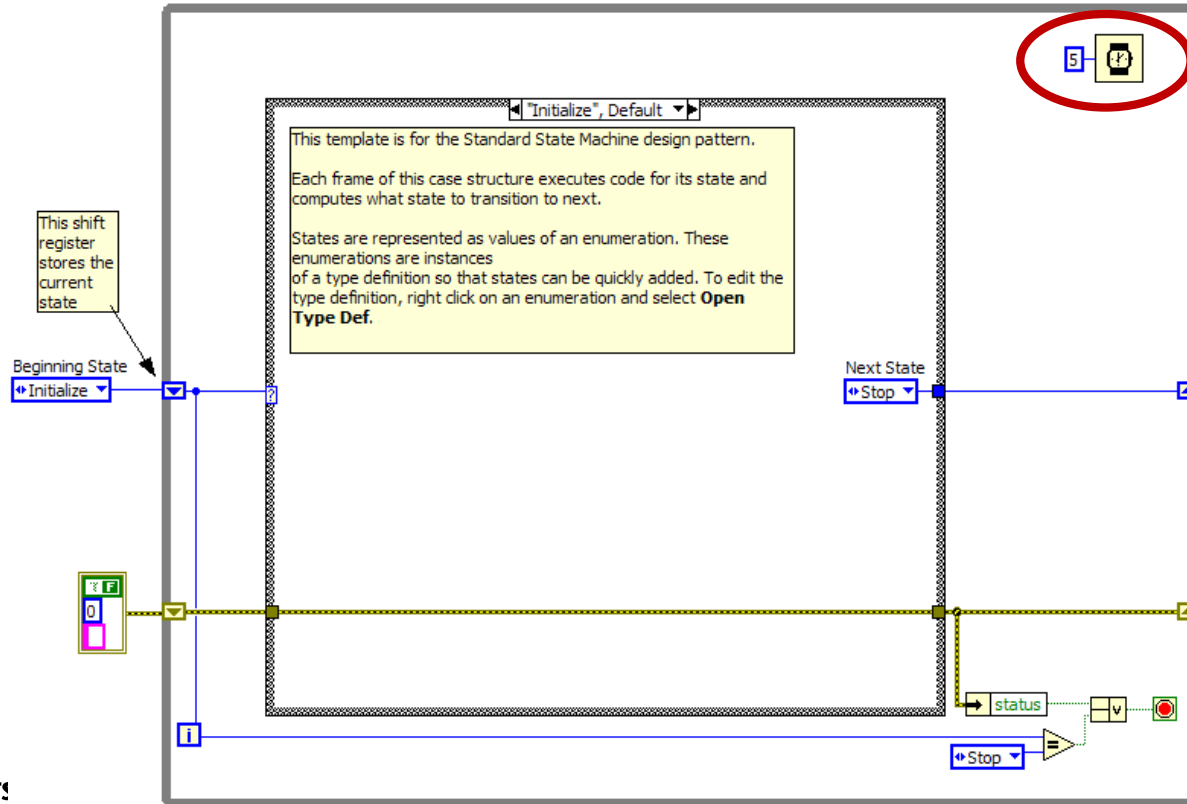 5
"Initialize", Default
This template is for the Standard State Machine design pattern.
Each frame of this case structure executes code for its state and
computes what state to transition to next.
States are represented as values of an enumeration. These
enumerations are instances
of a type definition so that states can be quickly added. To edit the
type definition, right click on an enumeration and select Open
Type Def.
This shift
register
stores the
current
state
Beginning State
Initialize
?
Next State
Stop
F
0
status
v
i
=
Stop